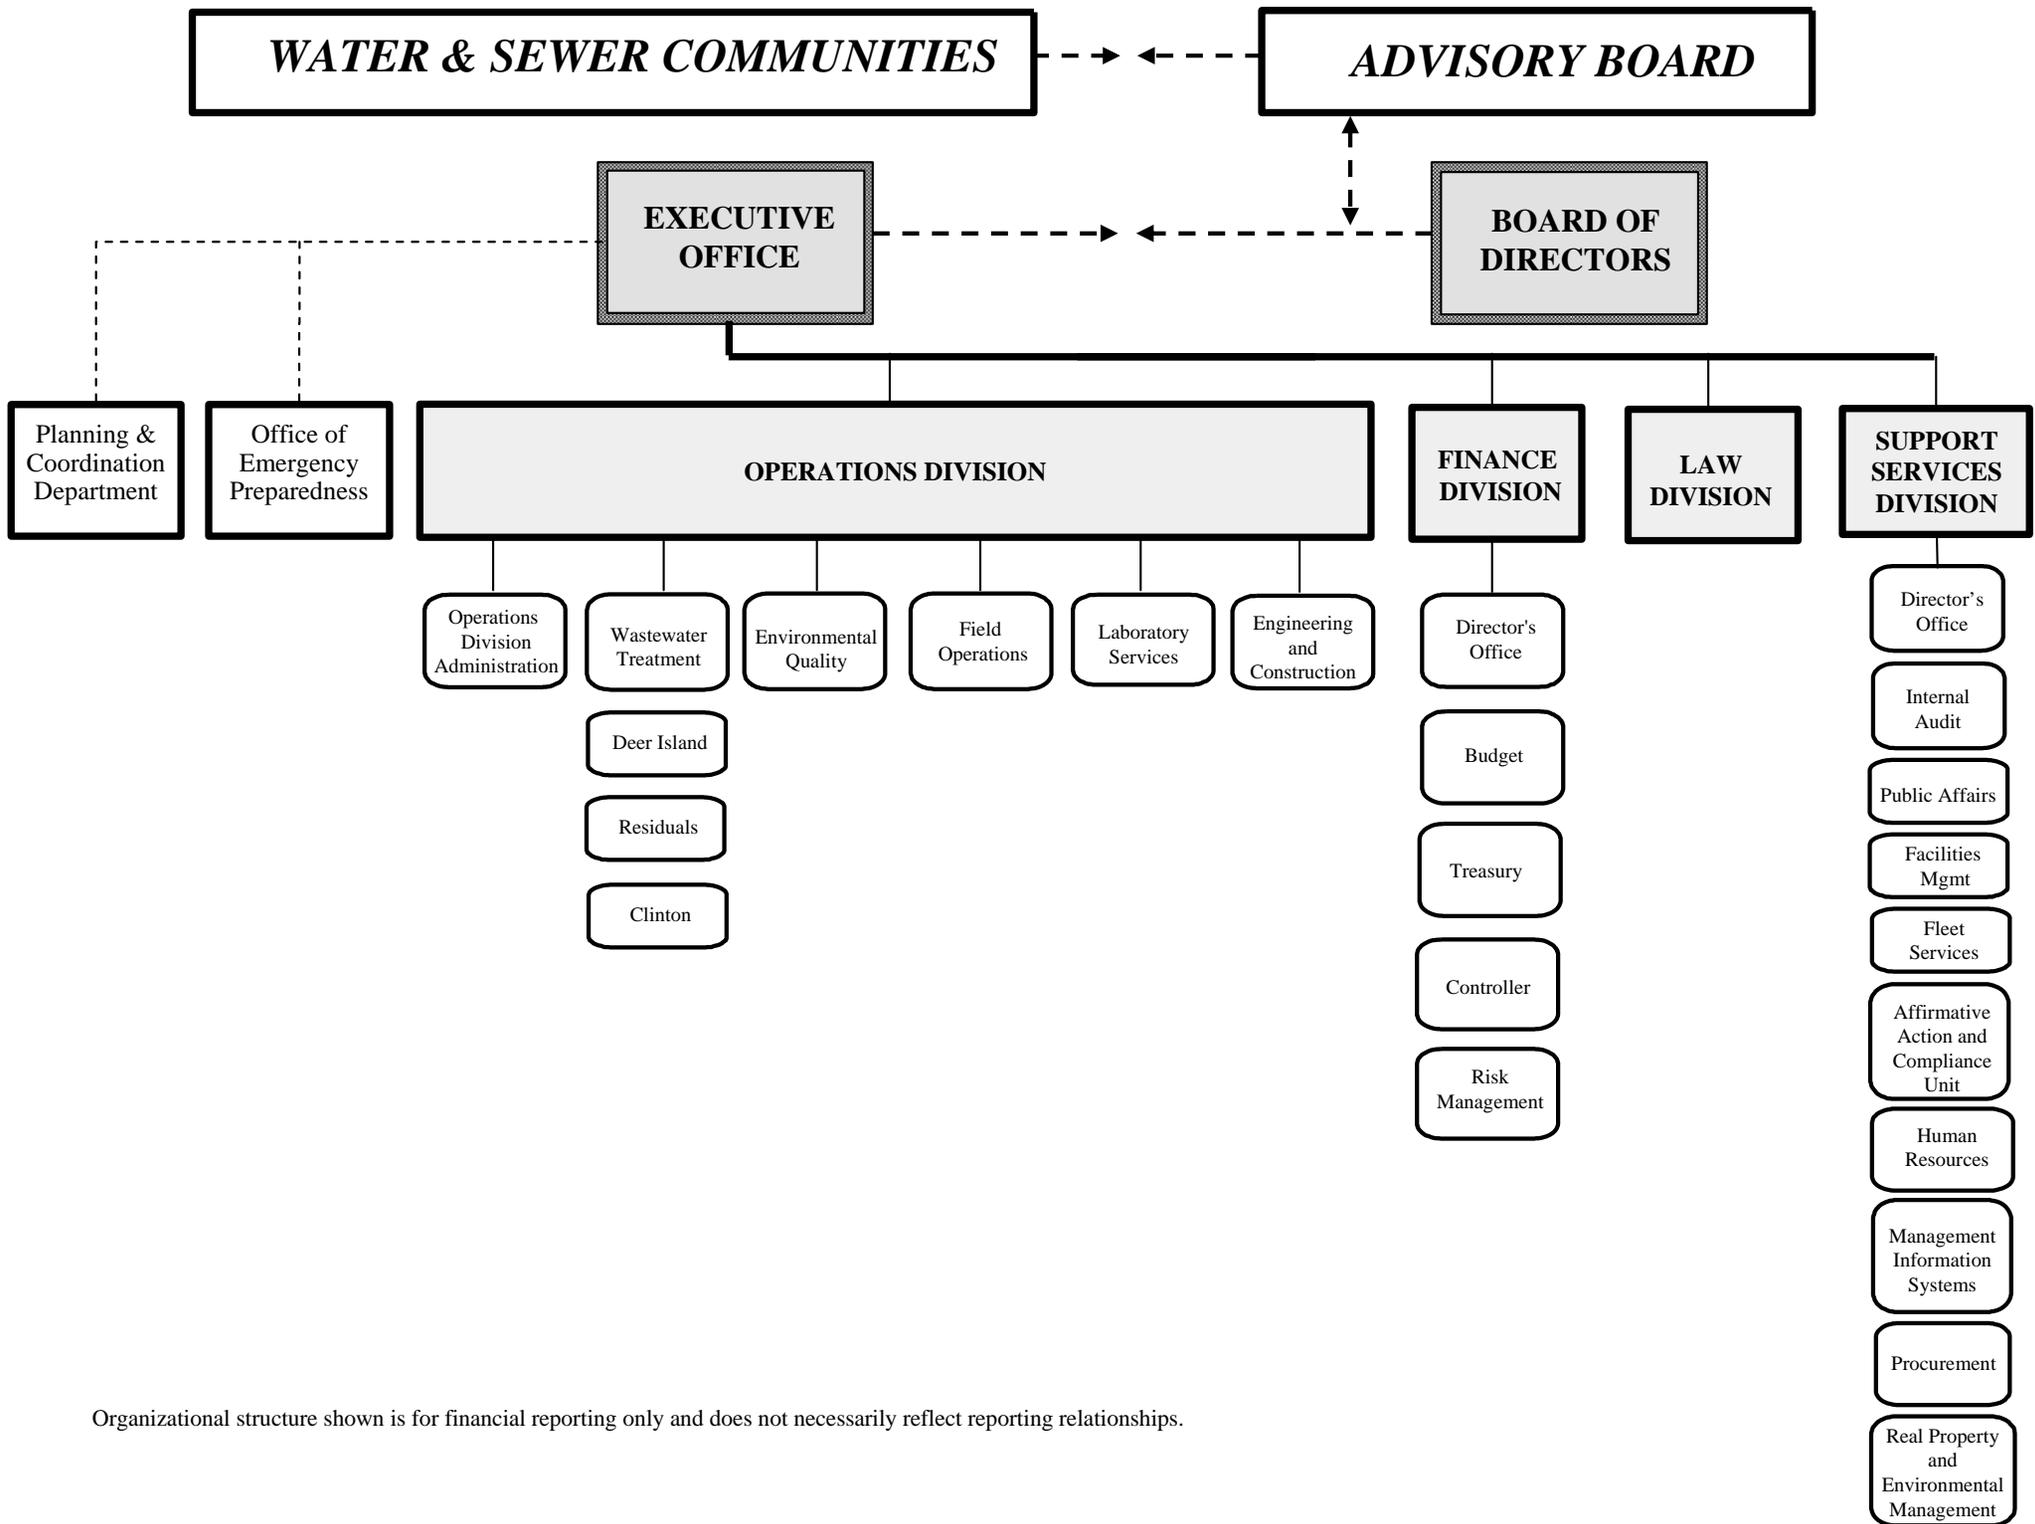 WATER & SEWER COMMUNITIES
ADVISORY BOARD
EXECUTIVE
OFFICE
BOARD OF
DIRECTORS
Planning &
Coordination
Department
Office of
Emergency
Preparedness
OPERATIONS DIVISION
FINANCE
DIVISION
LAW
DIVISION
SUPPORT
SERVICES
DIVISION
Operations
Division
Administration
Wastewater
Treatment
Environmental
Quality
Field
Operations
Laboratory
Services
Engineering
and
Construction
Deer Island
Residuals
Clinton
Director's
Office
Budget
Treasury
Controller
Risk
Management
Director’s
Office
Internal
Audit
Public Affairs
Facilities
Mgmt
Fleet
Services
Affirmative
Action and
Compliance
Unit
Human
Resources
Management
Information
Systems
Procurement
Real Property
and
Environmental
Management
Organizational structure shown is for financial reporting only and does not necessarily reflect reporting relationships.